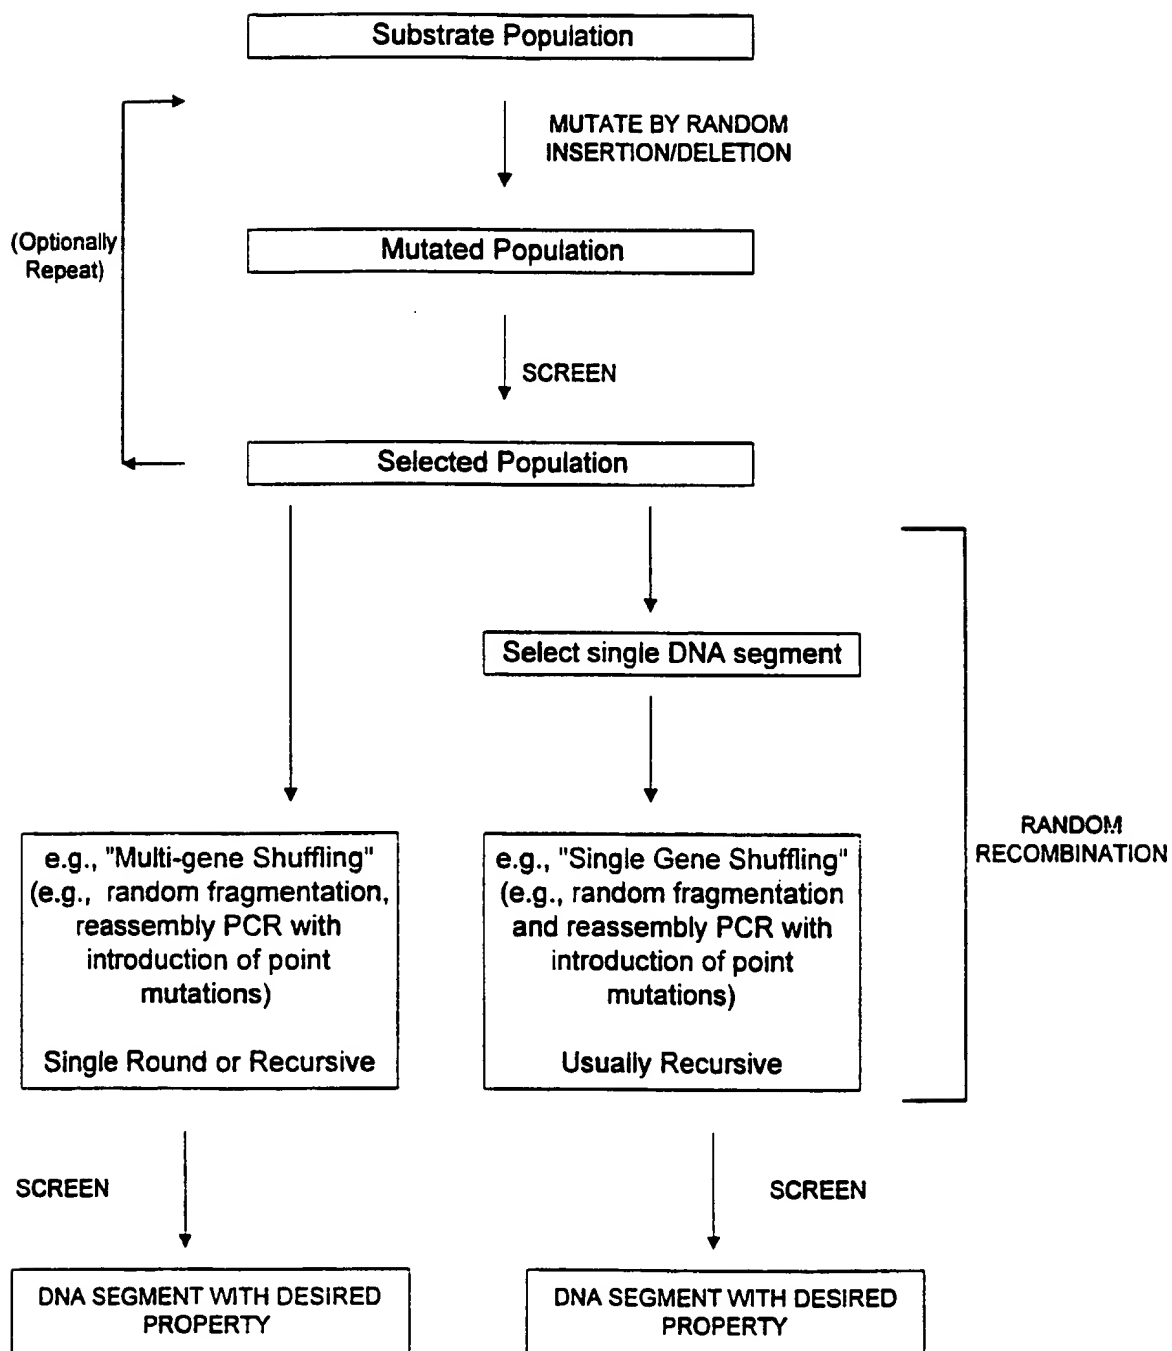 Substrate Population
MUTATE BY RANDOM
INSERTION/DELETION
(Optionally
Repeat)
Mutated Population
SCREEN
Selected Population
Select single DNA segment
e.g., "Multi-gene Shuffling"
(e.g., random fragmentation,
reassembly PCR with
introduction of point
mutations)
Single Round or Recursive
e.g., "Single Gene Shuffling"
(e.g., random fragmentation
and reassembly PCR with
introduction of point
mutations)
Usually Recursive
RANDOM
RECOMBINATION
SCREEN
SCREEN
DNA SEGMENT WITH DESIRED
PROPERTY
DNA SEGMENT WITH DESIRED
PROPERTY